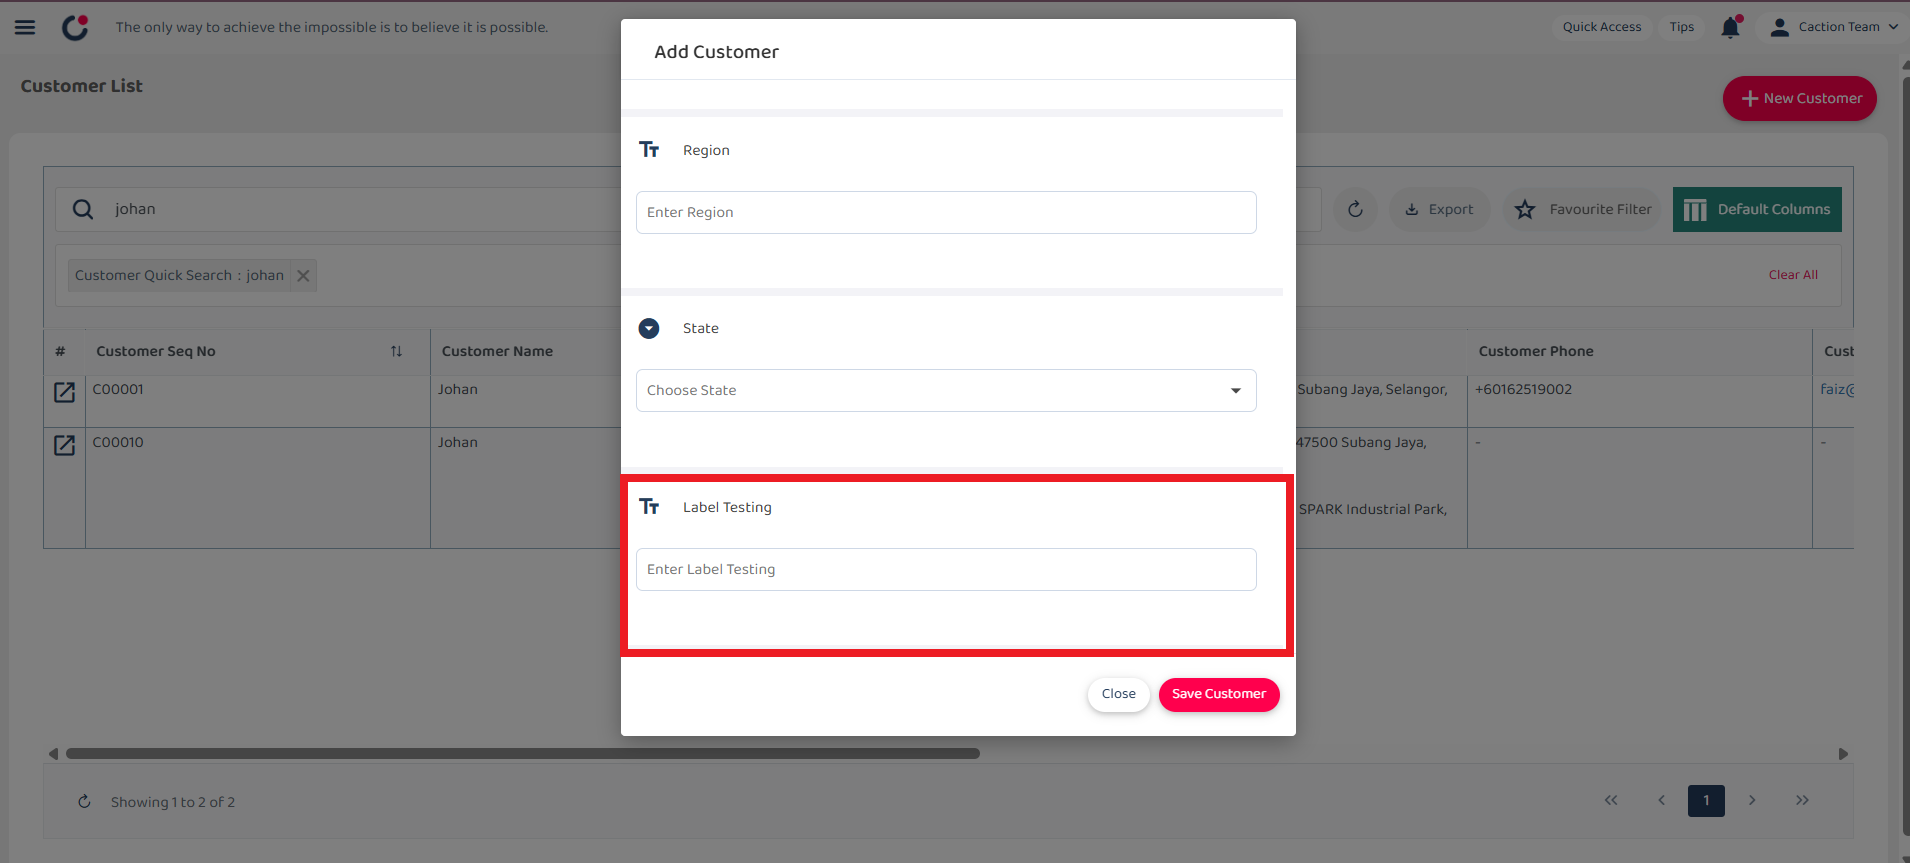 The only way to achieve the impossible is to believe it is possible.
Quick Access
Tips
Caction Team
Customer List
New Customer
johan
Export
Favourite Filter
Default Columns
Customer Quick Search : johan
Clear All
#
Customer Seq No
Customer Name
Customer Phone
Cust
C00001
Johan
Subang Jaya, Selangor,
+60162519002
faiz@
C00010
Johan
47500 Subang Jaya,
-
-
SPARK Industrial Park,
Add Customer
Region
Enter Region
State
Choose State
Label Testing
Enter Label Testing
Close
Save Customer
Showing 1 to 2 of 2
1